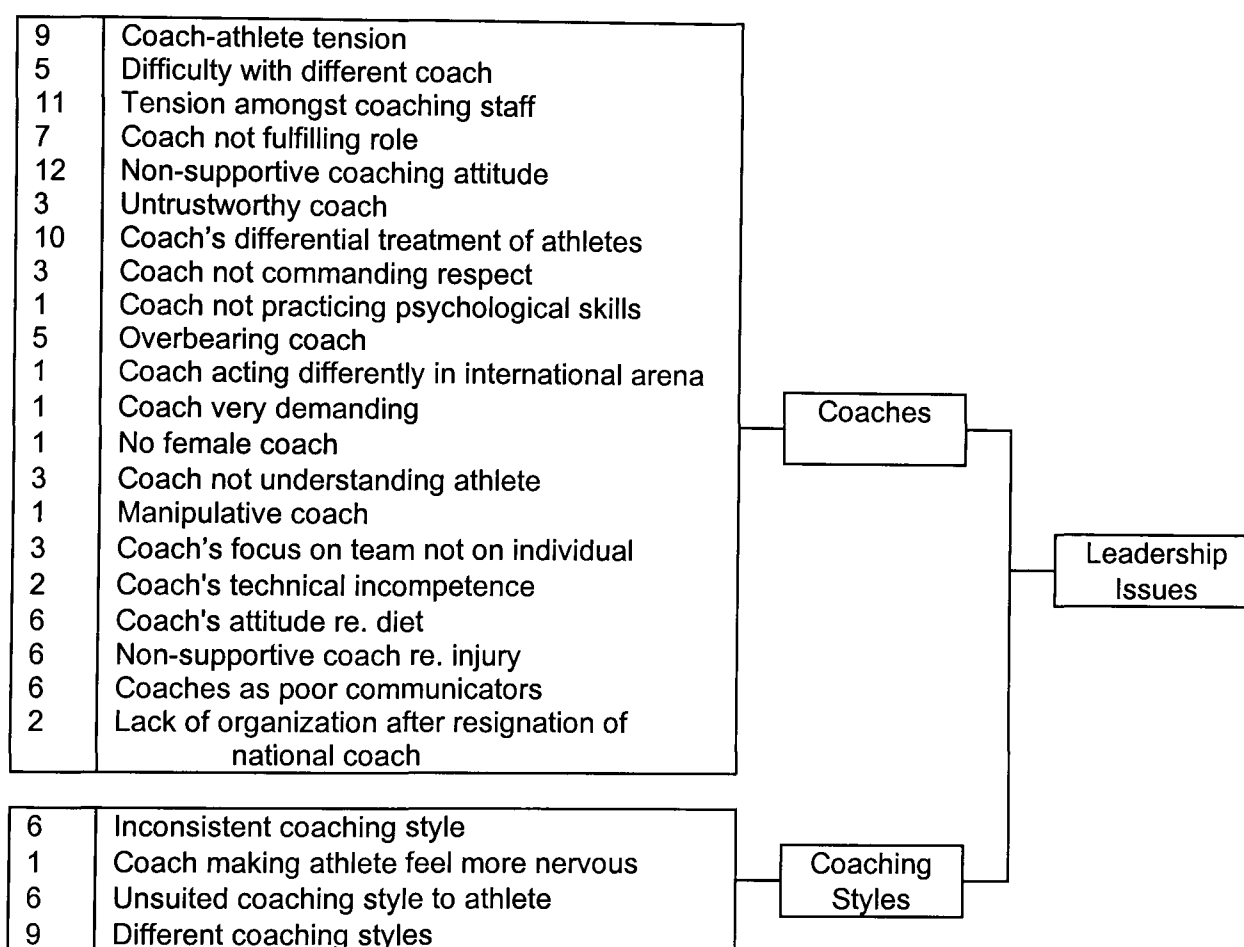 9 Coach-athlete tension
5 Difficulty with different coach
11 Tension amongst coaching staff
7 Coach not fulfilling role
12 Non-supportive coaching attitude
3 Untrustworthy coach
10 Coach's differential treatment of athletes
3 Coach not commanding respect
1 Coach not practicing psychological skills
5 Overbearing coach
1 Coach acting differently in international arena
1 Coach very demanding
1 No female coach
3 Coach not understanding athlete
1 Manipulative coach
3 Coach's focus on team not on individual
2 Coach's technical incompetence
6 Coach's attitude re. diet
6 Non-supportive coach re. injury
6 Coaches as poor communicators
2 Lack of organization after resignation of
national coach
Coaches
Leadership
Issues
6 Inconsistent coaching style
1 Coach making athlete feel more nervous
6 Unsuited coaching style to athlete
9 Different coaching styles
Coaching
Styles